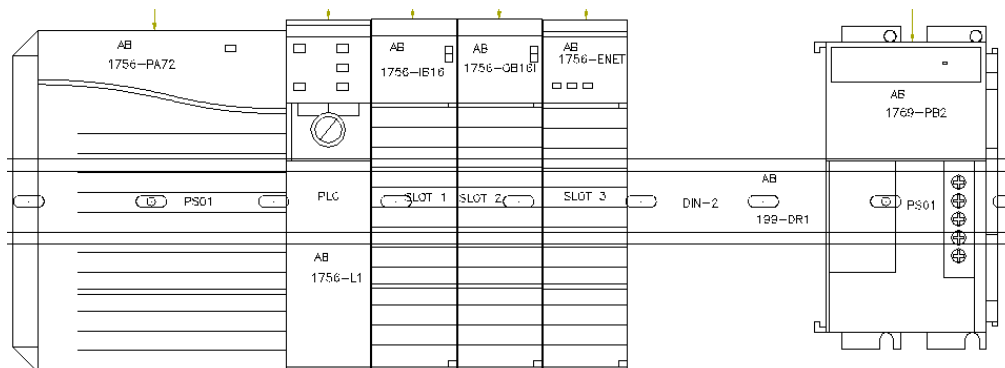 AB
1756-PA72
PS01
PLC
AB
1756-L1
AB
1756-IB16
SLOT 1
AB
1756-OB16I
SLOT 2
AB
1756-ENET
SLOT 3
DIN-2
AB
199-DR1
AB
1769-PB2
PS01